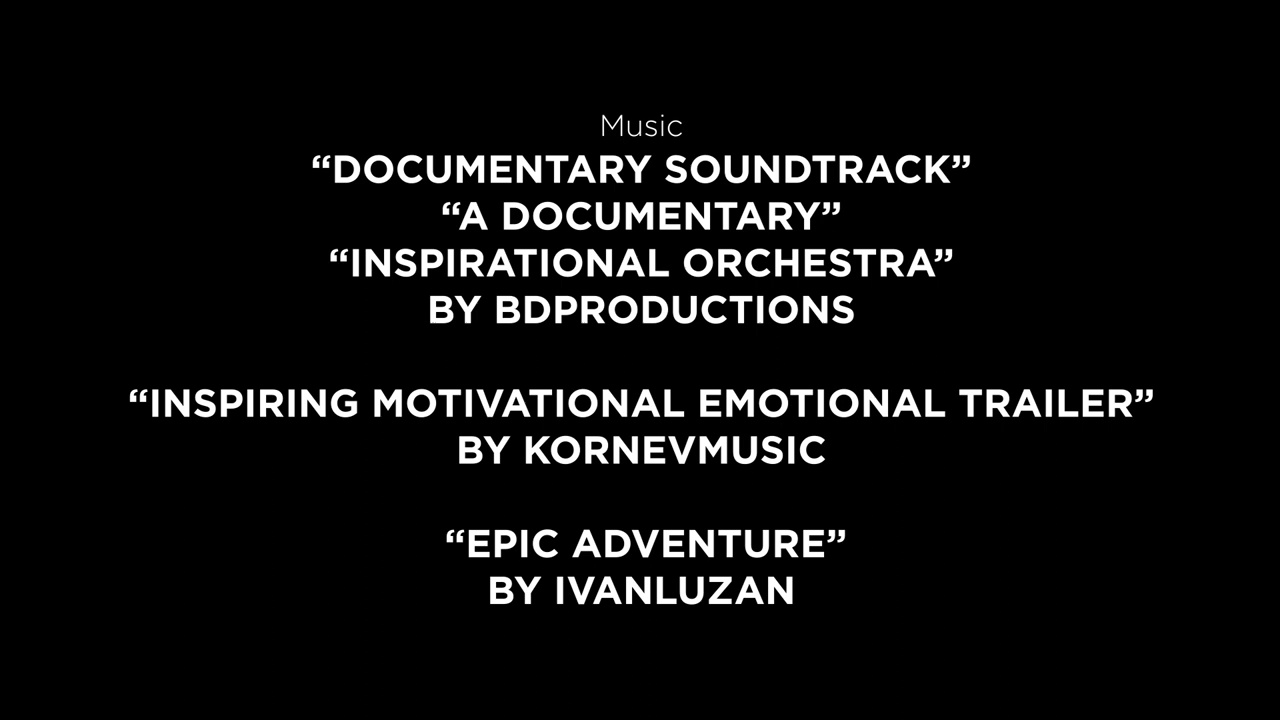 Music
“DOCUMENTARY SOUNDTRACK”
“A DOCUMENTARY”
“INSPIRATIONAL ORCHESTRA”
BY BDPRODUCTIONS
“INSPIRING MOTIVATIONAL EMOTIONAL TRAILER”
BY KORNEVMUSIC
“EPIC ADVENTURE”
BY IVANLUZAN